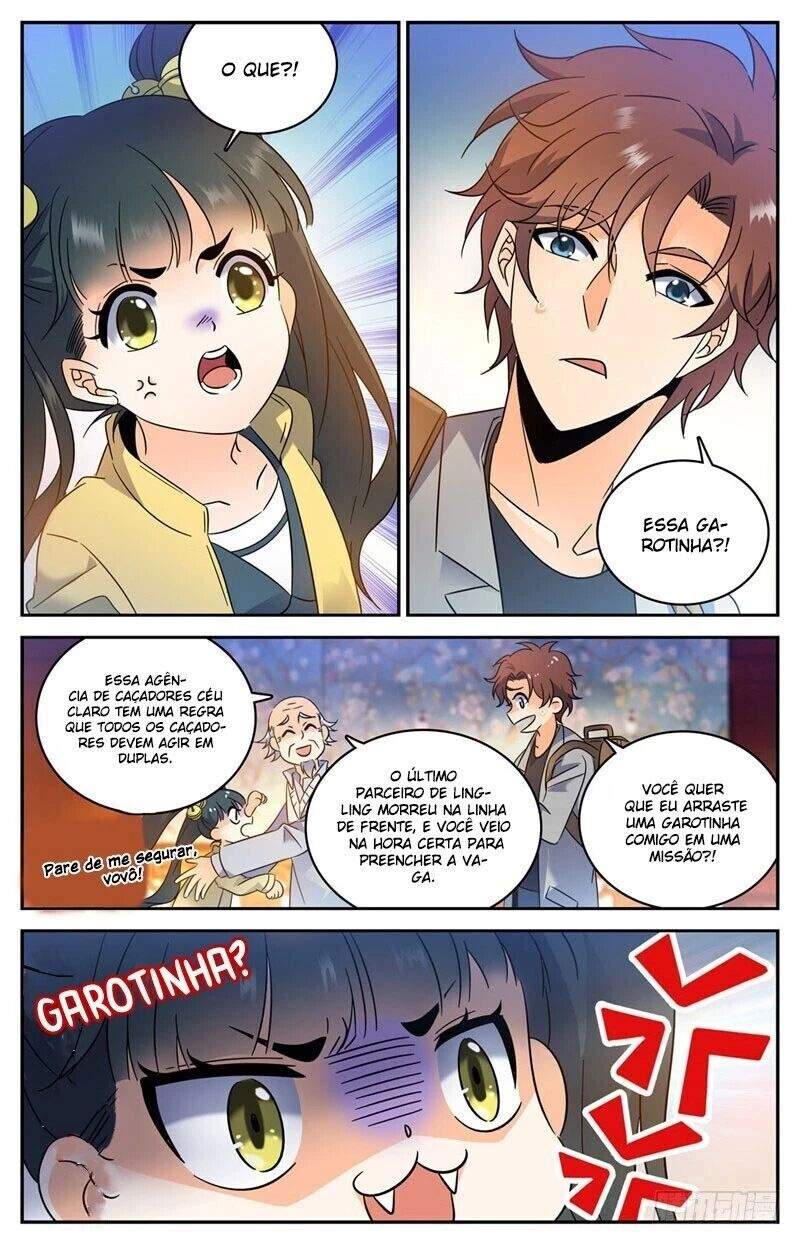 O QUE?!
ESSA GA-
ROTINHA?!
ESSA AGÊN-
CIA DE CAÇADORES CÉU
CLARO TEM UMA REGRA
QUE TODOS OS CAÇADO-
RES DEVEM AGIR EM
DUPLAS.
Pare de me segurar,
vovô!
O ÚLTIMO
PARCEIRO DE LING-
LING MORREU NA LINHA
DE FRENTE, E VOCÊ VEIO
NA HORA CERTA PARA
PREENCHER A VA-
GA.
VOCÊ QUER
QUE EU ARRASTE
UMA GAROTINHA
COMIGO EM UMA
MISSÃO?!
GAROTINHA?